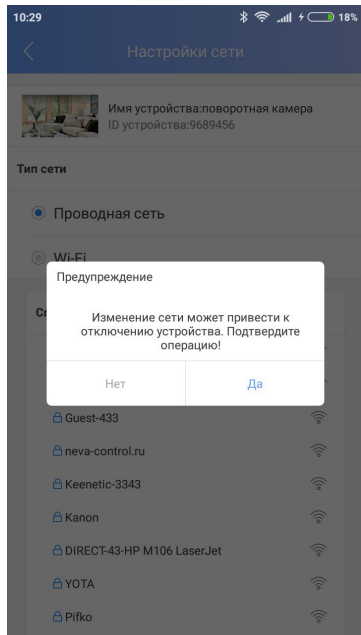 10:29
18%
Настройки сети
Имя устройства:поворотная камера
ID устройства:9689456
Тип сети
Проводная сеть
Wi-Fi
Предупреждение
Изменение сети может привести к
отключению устройства. Подтвердите
операцию!
Нет
Да
Guest-433
neva-control.ru
Keenetic-3343
Kanon
DIRECT-43-HP M106 LaserJet
YOTA
Pifko